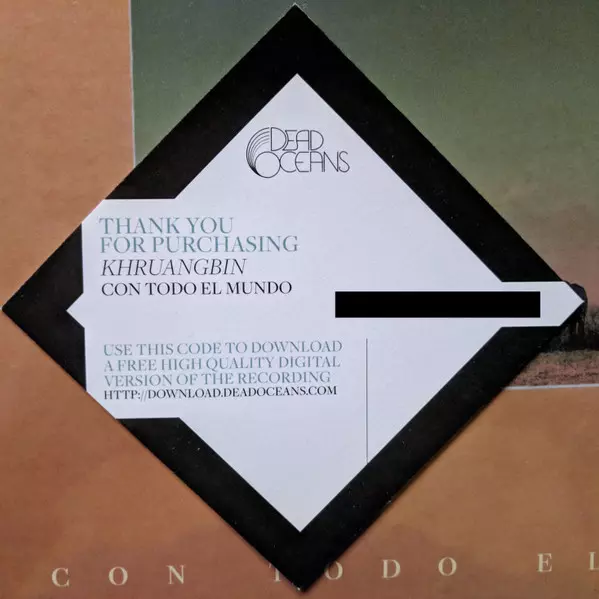 DEAD
OCEANS
THANK YOU
FOR PURCHASING
KHRUANGBIN
CON TODO EL MUNDO
USE THIS CODE TO DOWNLOAD
A FREE HIGH QUALITY DIGITAL
VERSION OF THE RECORDING
HTTP://DOWNLOAD.DEADOCEANS.COM
CON TODO EL